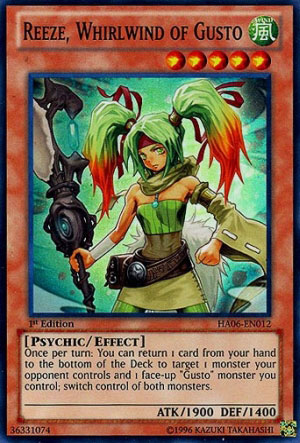 REEZE, WHIRLWIND OF GUSTO
WIND
風
1st Edition
HA06-EN012
[PSYCHIC/EFFECT]
Once per turn: You can return 1 card from your hand
to the bottom of the Deck to target 1 monster your
opponent controls and 1 face-up "Gusto" monster you
control; switch control of both monsters.
ATK/1900 DEF/1400
36331074
©1996 KAZUKI TAKAHASHI